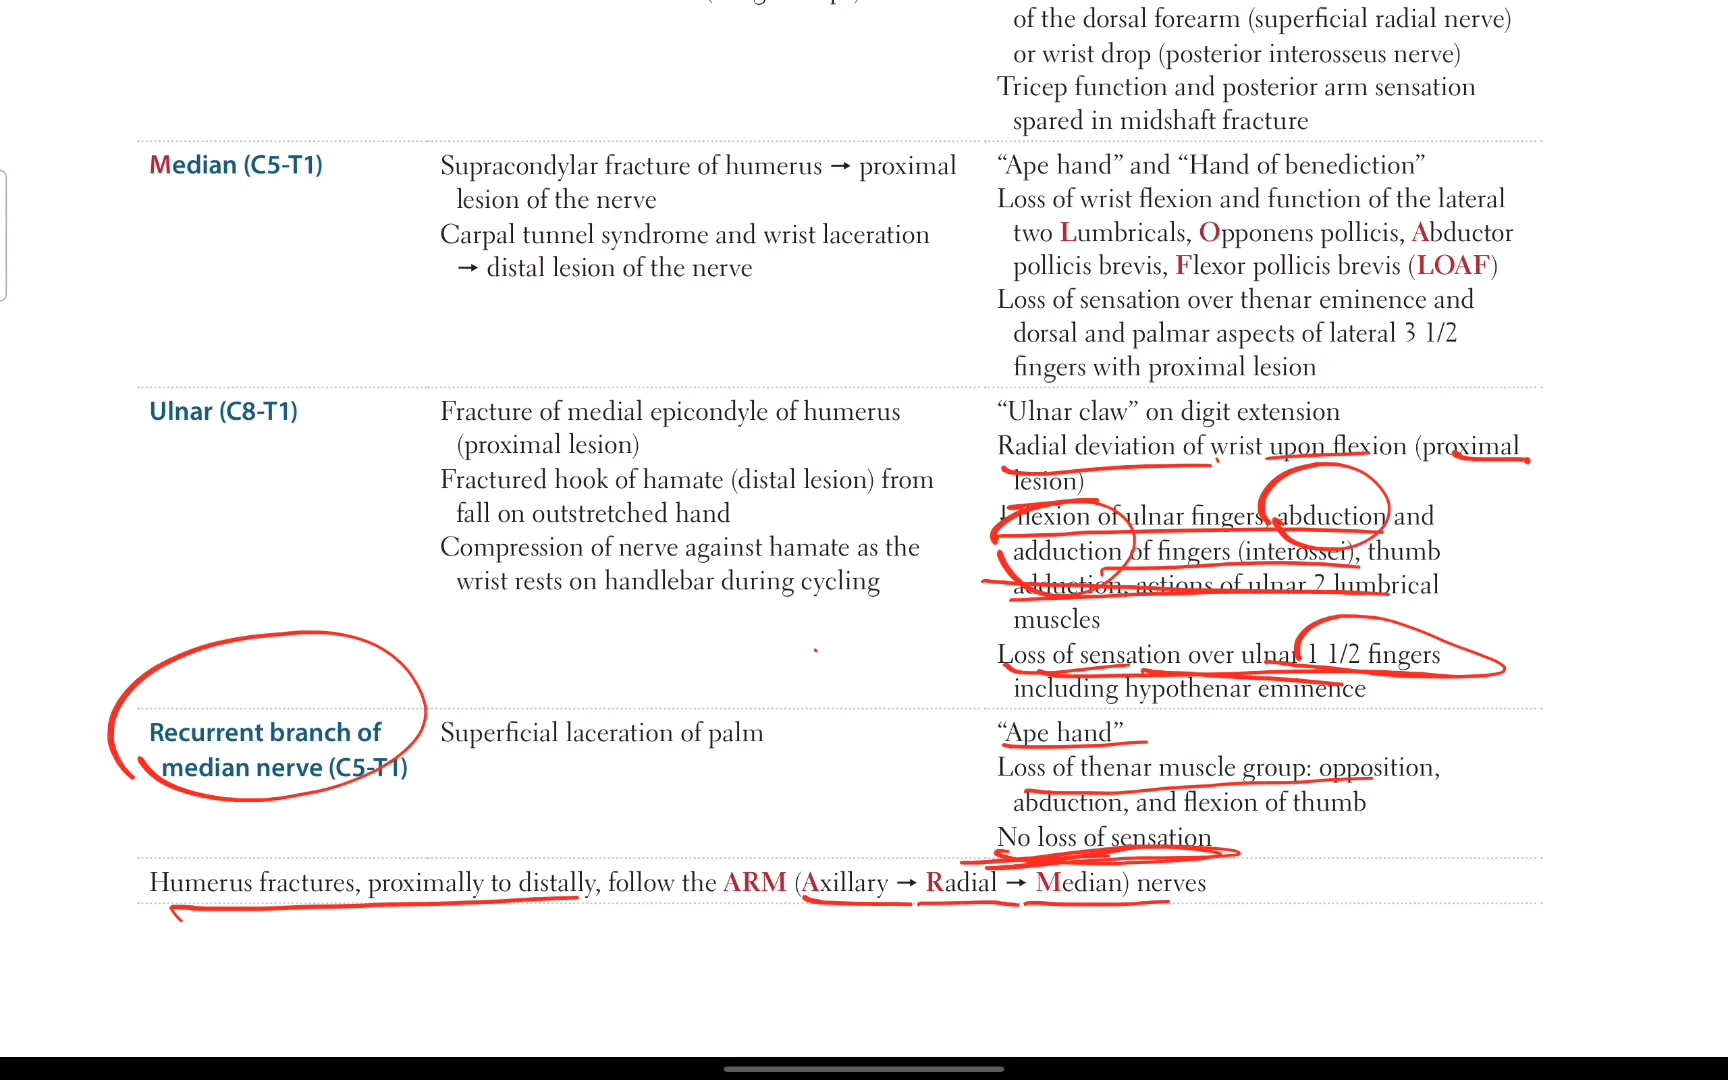 of the dorsal forearm (superficial radial nerve)
or wrist drop (posterior interosseus nerve)
Tricep function and posterior arm sensation
spared in midshaft fracture
Median (C5-T1)
Supracondylar fracture of humerus → proximal
lesion of the nerve
Carpal tunnel syndrome and wrist laceration
→ distal lesion of the nerve
“Ape hand” and “Hand of benediction”
Loss of wrist flexion and function of the lateral
two Lumbricals, Opponens pollicis, Abductor
pollicis brevis, Flexor pollicis brevis (LOAF)
Loss of sensation over thenar eminence and
dorsal and palmar aspects of lateral 3 1/2
fingers with proximal lesion
Ulnar (C8-T1)
Fracture of medial epicondyle of humerus
(proximal lesion)
Fractured hook of hamate (distal lesion) from
fall on outstretched hand
Compression of nerve against hamate as the
wrist rests on handlebar during cycling
“Ulnar claw” on digit extension
Radial deviation of wrist upon flexion (proximal
lesion)
↓ flexion of ulnar fingers, abduction and
adduction of fingers (interossei), thumb
adduction, actions of ulnar 2 lumbrical
muscles
Loss of sensation over ulnar 1 1/2 fingers
including hypothenar eminence
Recurrent branch of
median nerve (C5-T1)
Superficial laceration of palm
“Ape hand”
Loss of thenar muscle group: opposition,
abduction, and flexion of thumb
No loss of sensation
Humerus fractures, proximally to distally, follow the ARM (Axillary → Radial → Median) nerves